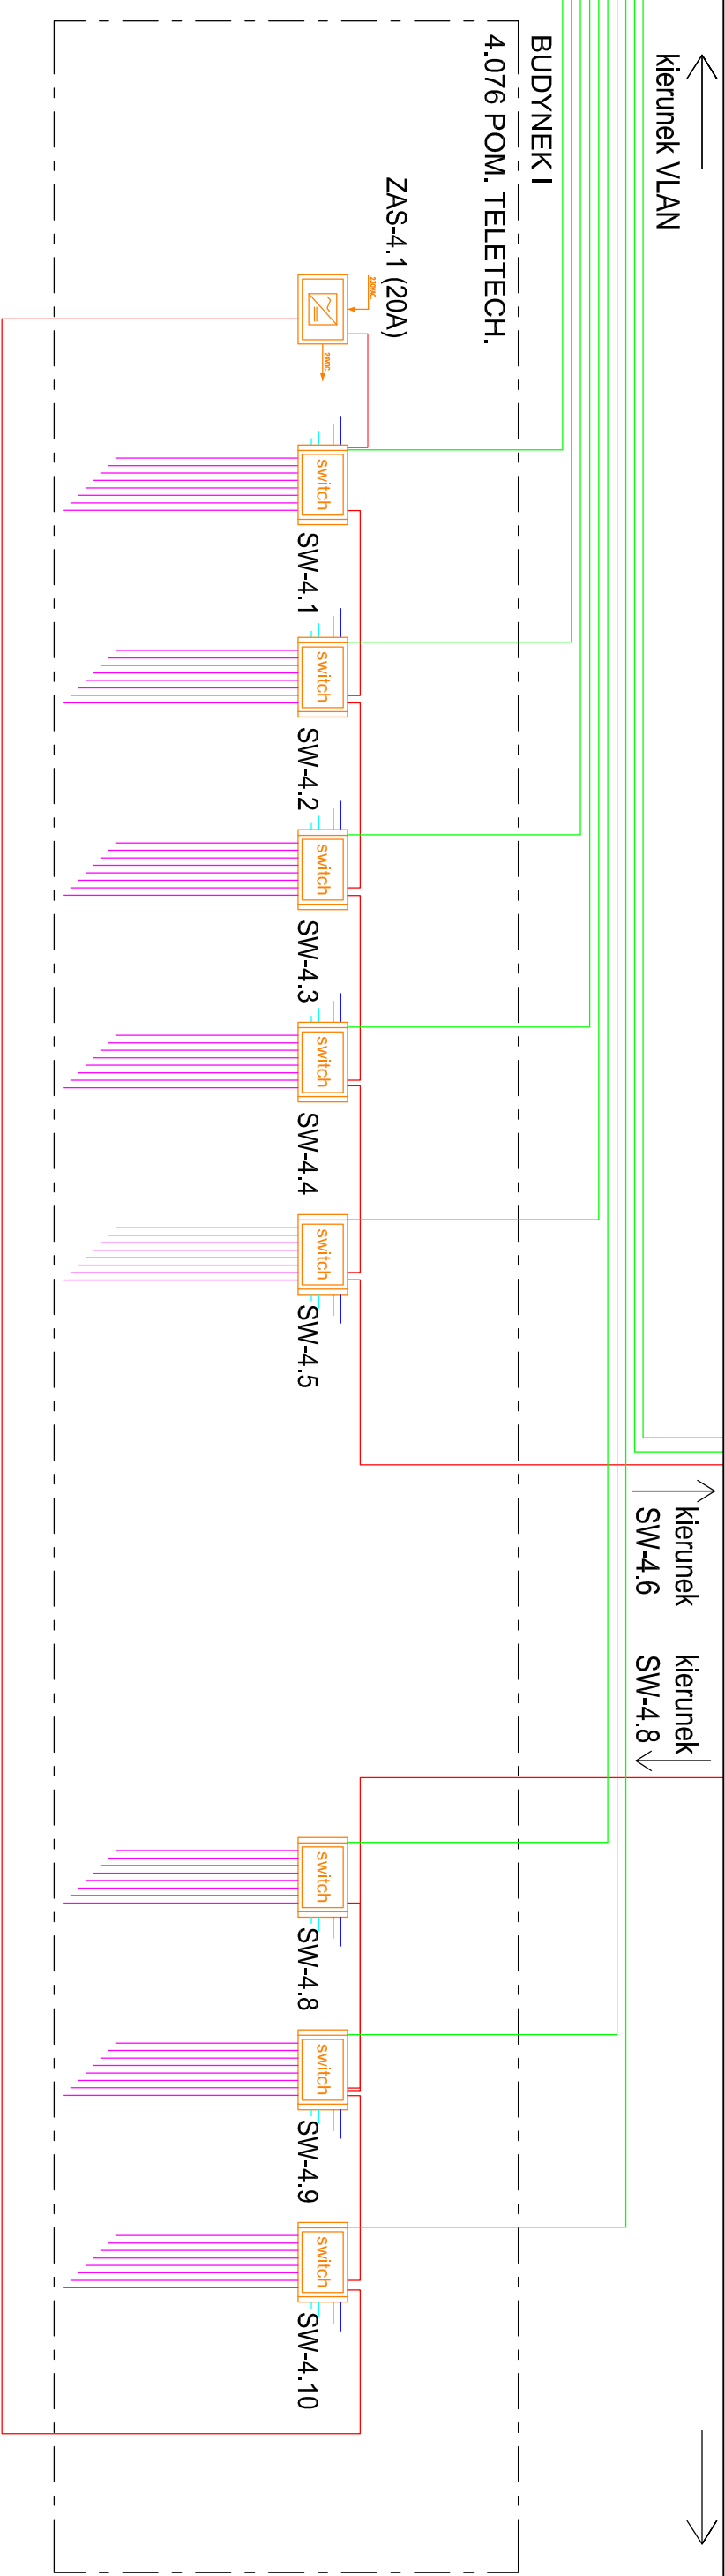 kierunek VLAN
BUDYNEK I
4.076 POM. TELETECH.
ZAS-4.1 (20A)
230VAC
24VDC
switch
SW-4.1
switch
SW-4.2
switch
SW-4.3
switch
SW-4.4
switch
SW-4.5
kierunek
SW-4.6
kierunek
SW-4.8
switch
SW-4.8
switch
SW-4.9
switch
SW-4.10